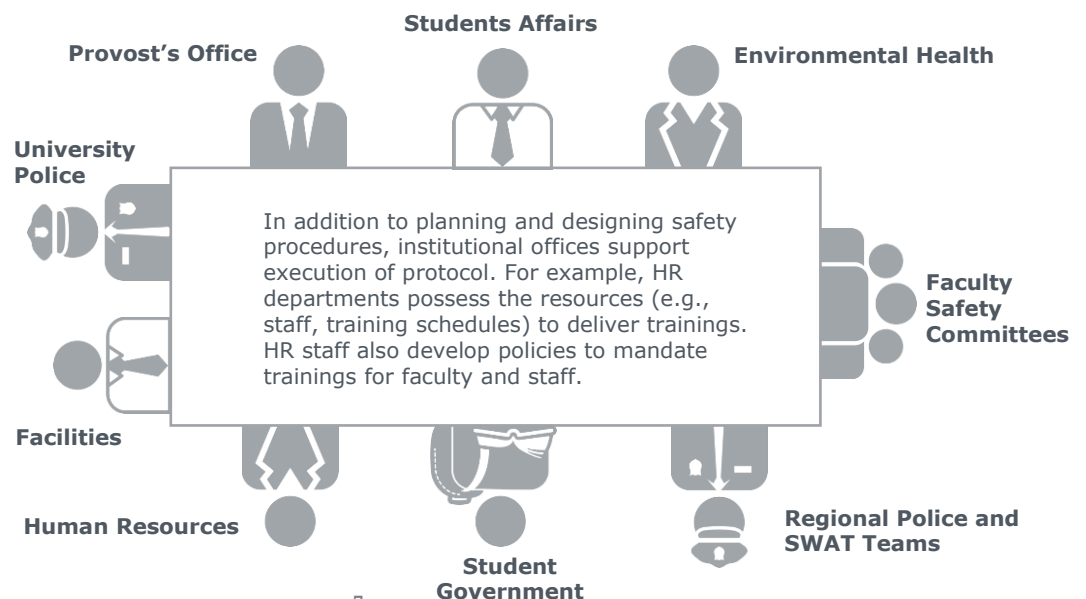 Students Affairs
Provost's Office
Environmental Health
University
Police
In addition to planning and designing safety
procedures, institutional offices support
execution of protocol. For example, HR
departments possess the resources (e.g.,
staff, training schedules) to deliver trainings.
HR staff also develop policies to mandate
trainings for faculty and staff.
Faculty
Safety
Committees
Facilities
Human Resources
Regional Police and
SWAT Teams
Student
Government